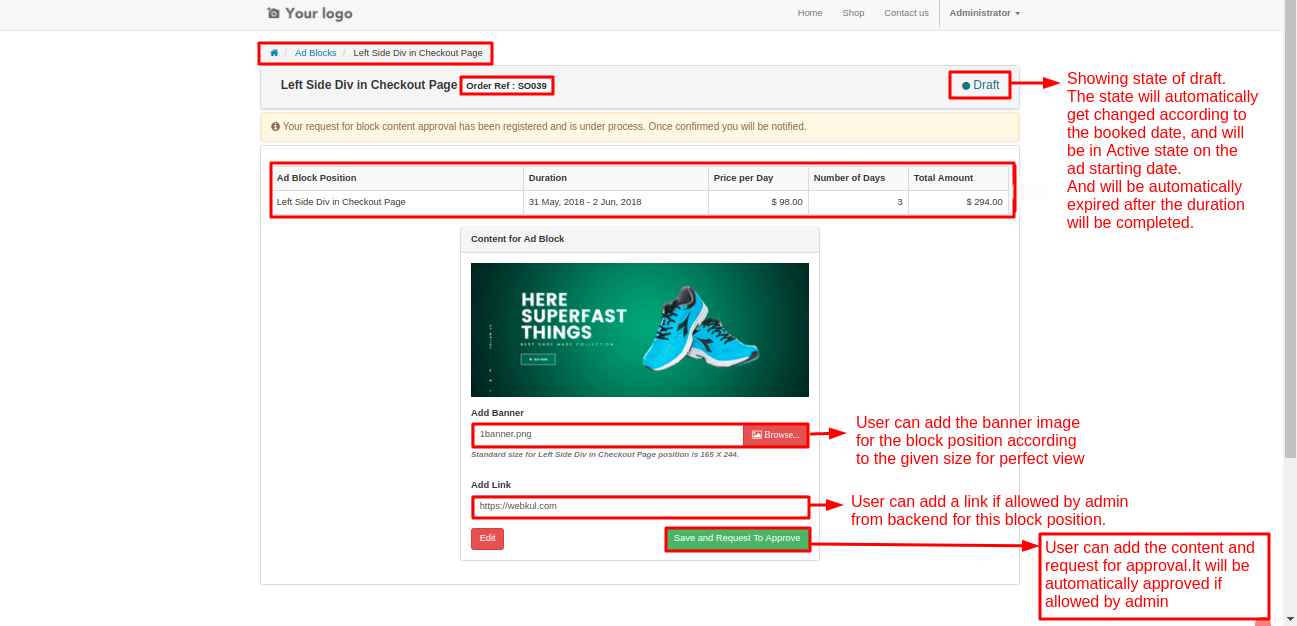 Your logo
Home Shop Contact us Administrator
/ Ad Blocks / Left Side Div in Checkout Page
Left Side Div in Checkout Page Order Ref : SO039
Draft
Showing state of draft.
The state will automatically
get changed according to
the booked date, and will
be in Active state on the
ad starting date.
And will be automatically
expired after the duration
will be completed.
Your request for block content approval has been registered and is under process. Once confirmed you will be notified.
Ad Block Position Duration Price per Day Number of Days Total Amount
Left Side Div in Checkout Page 31 May, 2018 - 2 Jun, 2018 $ 98.00 3 $ 294.00
Content for Ad Block
HERE
SUPERFAST
THINGS
BEST SHOE MADE COLLECTION
BUY NOW
Add Banner
1banner.png Browse...
User can add the banner image
for the block position according
to the given size for perfect view
Standard size for Left Side Div in Checkout Page position is 165 X 244.
Add Link
https://webkul.com
User can add a link if allowed by admin
from backend for this block position.
Edit Save and Request To Approve
User can add the content and
request for approval.It will be
automatically approved if
allowed by admin